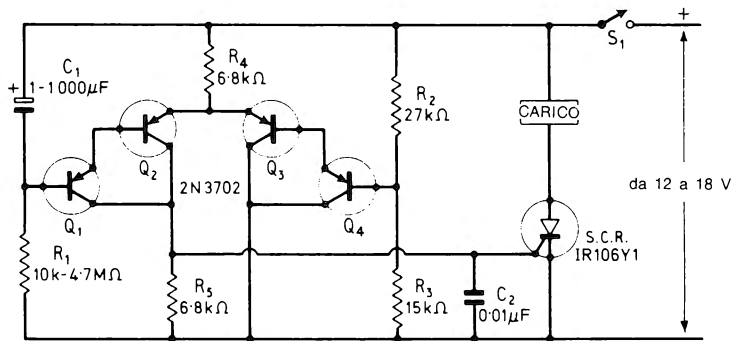 C1
+ 1-1000µF
R4
6.8kΩ
R2
27kΩ
S1
+
CARICO
Q2
Q3
2N3702
Q1
Q4
da 12 a 18 V
S.C.R.
IR106Y1
R1
10k-4.7MΩ
R5
6.8kΩ
C2
0.01µF
R3
15kΩ